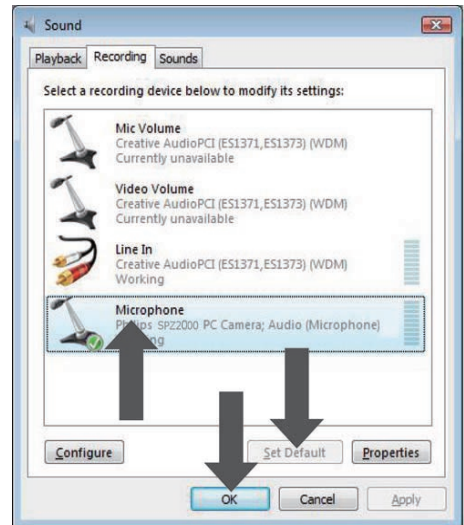 Sound
Playback Recording Sounds
Select a recording device below to modify its settings:
Mic Volume
Creative AudioPCI (ES1371,ES1373) (WDM)
Currently unavailable
Video Volume
Creative AudioPCI (ES1371,ES1373) (WDM)
Currently unavailable
Line In
Creative AudioPCI (ES1371,ES1373) (WDM)
Working
Microphone
SPZ2000 PC Camera; Audio (Microphone)
Configure Set Default Properties
OK Cancel Apply